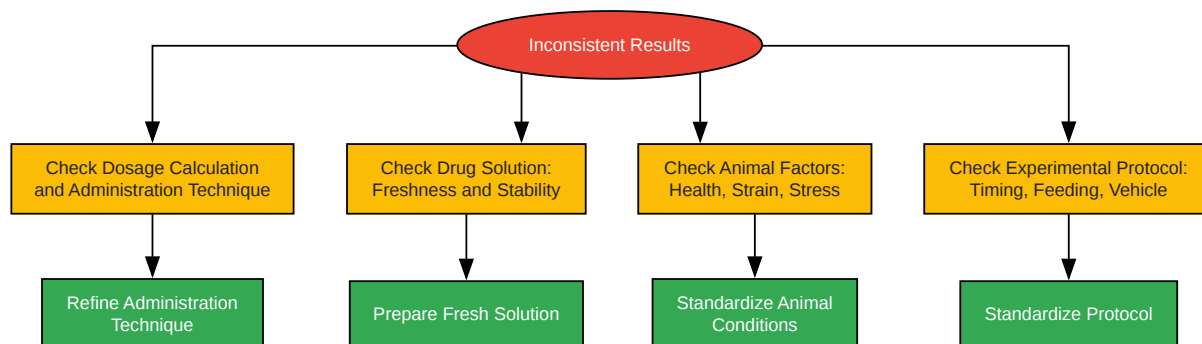 Inconsistent Results
Check Dosage Calculation
and Administration Technique
Check Drug Solution:
Freshness and Stability
Check Animal Factors:
Health, Strain, Stress
Check Experimental Protocol:
Timing, Feeding, Vehicle
Refine Administration
Technique
Prepare Fresh Solution
Standardize Animal
Conditions
Standardize Protocol